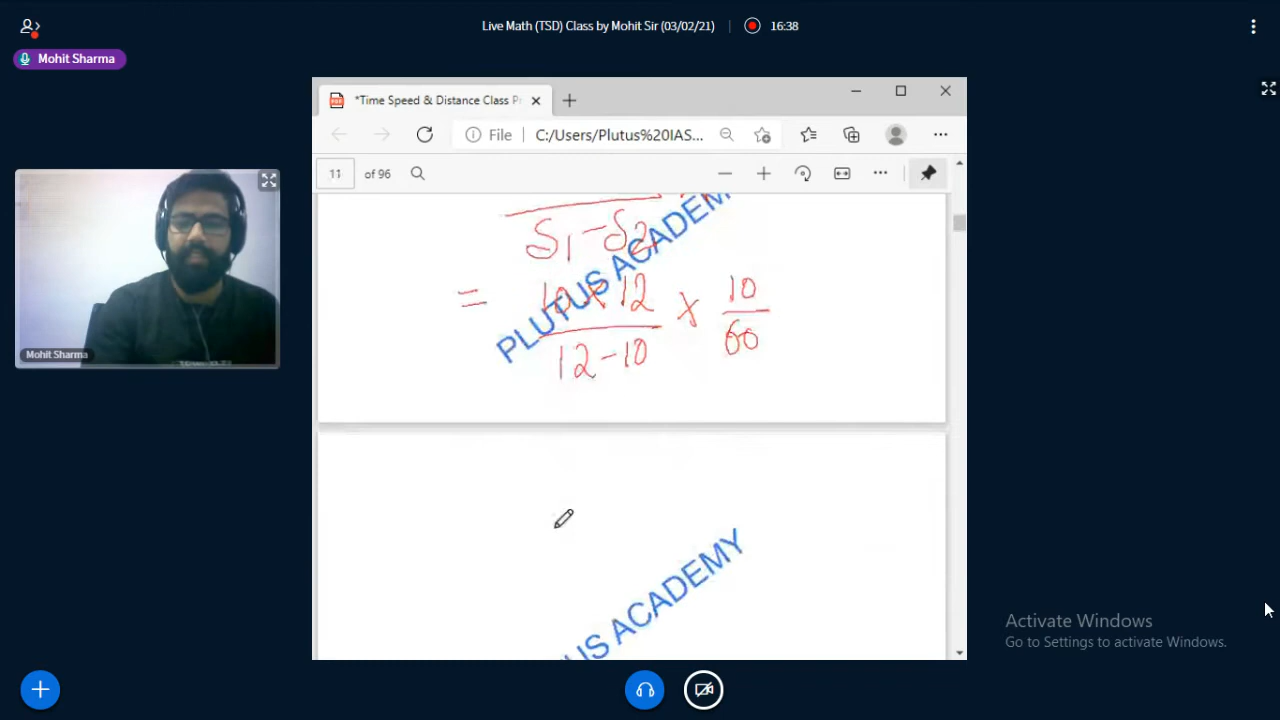 Live Math (TSD) Class by Mohit Sir (03/02/21)
16:38
Mohit Sharma
*Time Speed & Distance Class Pr
File
C:/Users/Plutus%20IAS...
11 of 96
S1-S2
PLUTUS ACADEMY
= 10 × 12 × 10
12-10 60
Mohit Sharma
US ACADEMY
Activate Windows
Go to Settings to activate Windows.